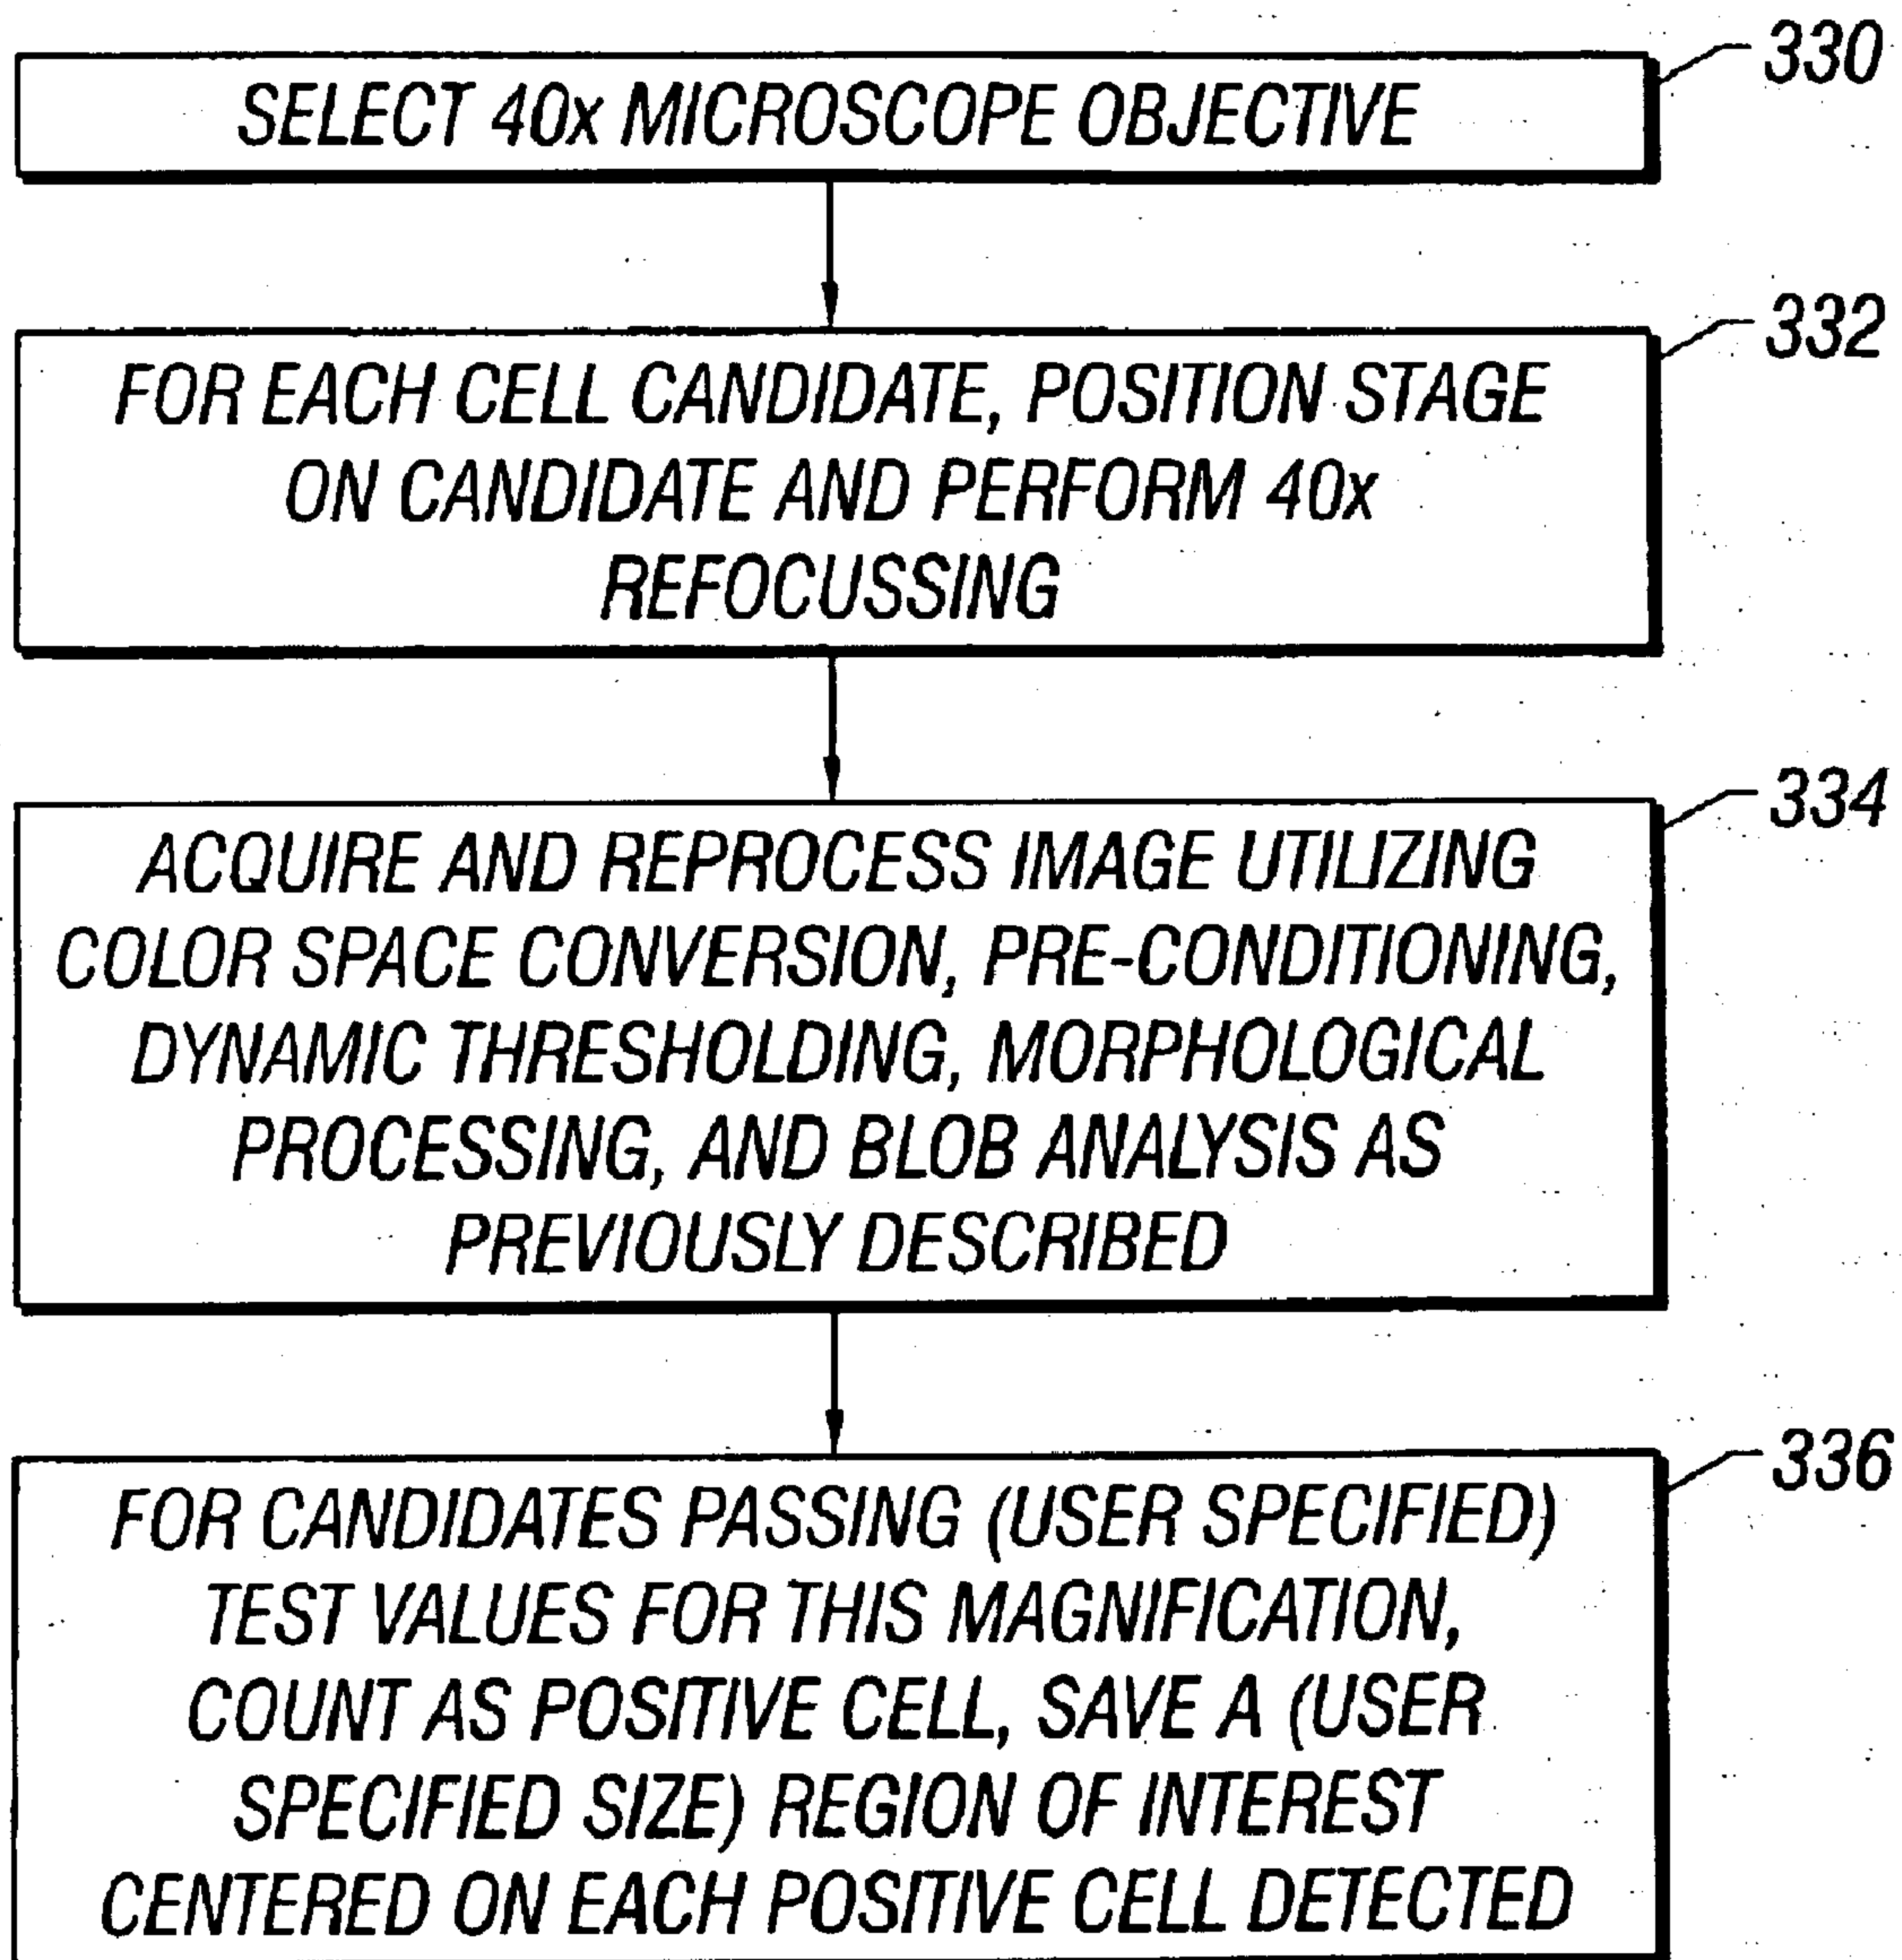 330
SELECT 40x MICROSCOPE OBJECTIVE
332
FOR EACH CELL CANDIDATE, POSITION STAGE
ON CANDIDATE AND PERFORM 40x
REFOCUSSING
334
ACQUIRE AND REPROCESS IMAGE UTILIZING
COLOR SPACE CONVERSION, PRE-CONDITIONING,
DYNAMIC THRESHOLDING, MORPHOLOGICAL
PROCESSING, AND BLOB ANALYSIS AS
PREVIOUSLY DESCRIBED
336
FOR CANDIDATES PASSING (USER SPECIFIED)
TEST VALUES FOR THIS MAGNIFICATION,
COUNT AS POSITIVE CELL, SAVE A (USER
SPECIFIED SIZE) REGION OF INTEREST
CENTERED ON EACH POSITIVE CELL DETECTED